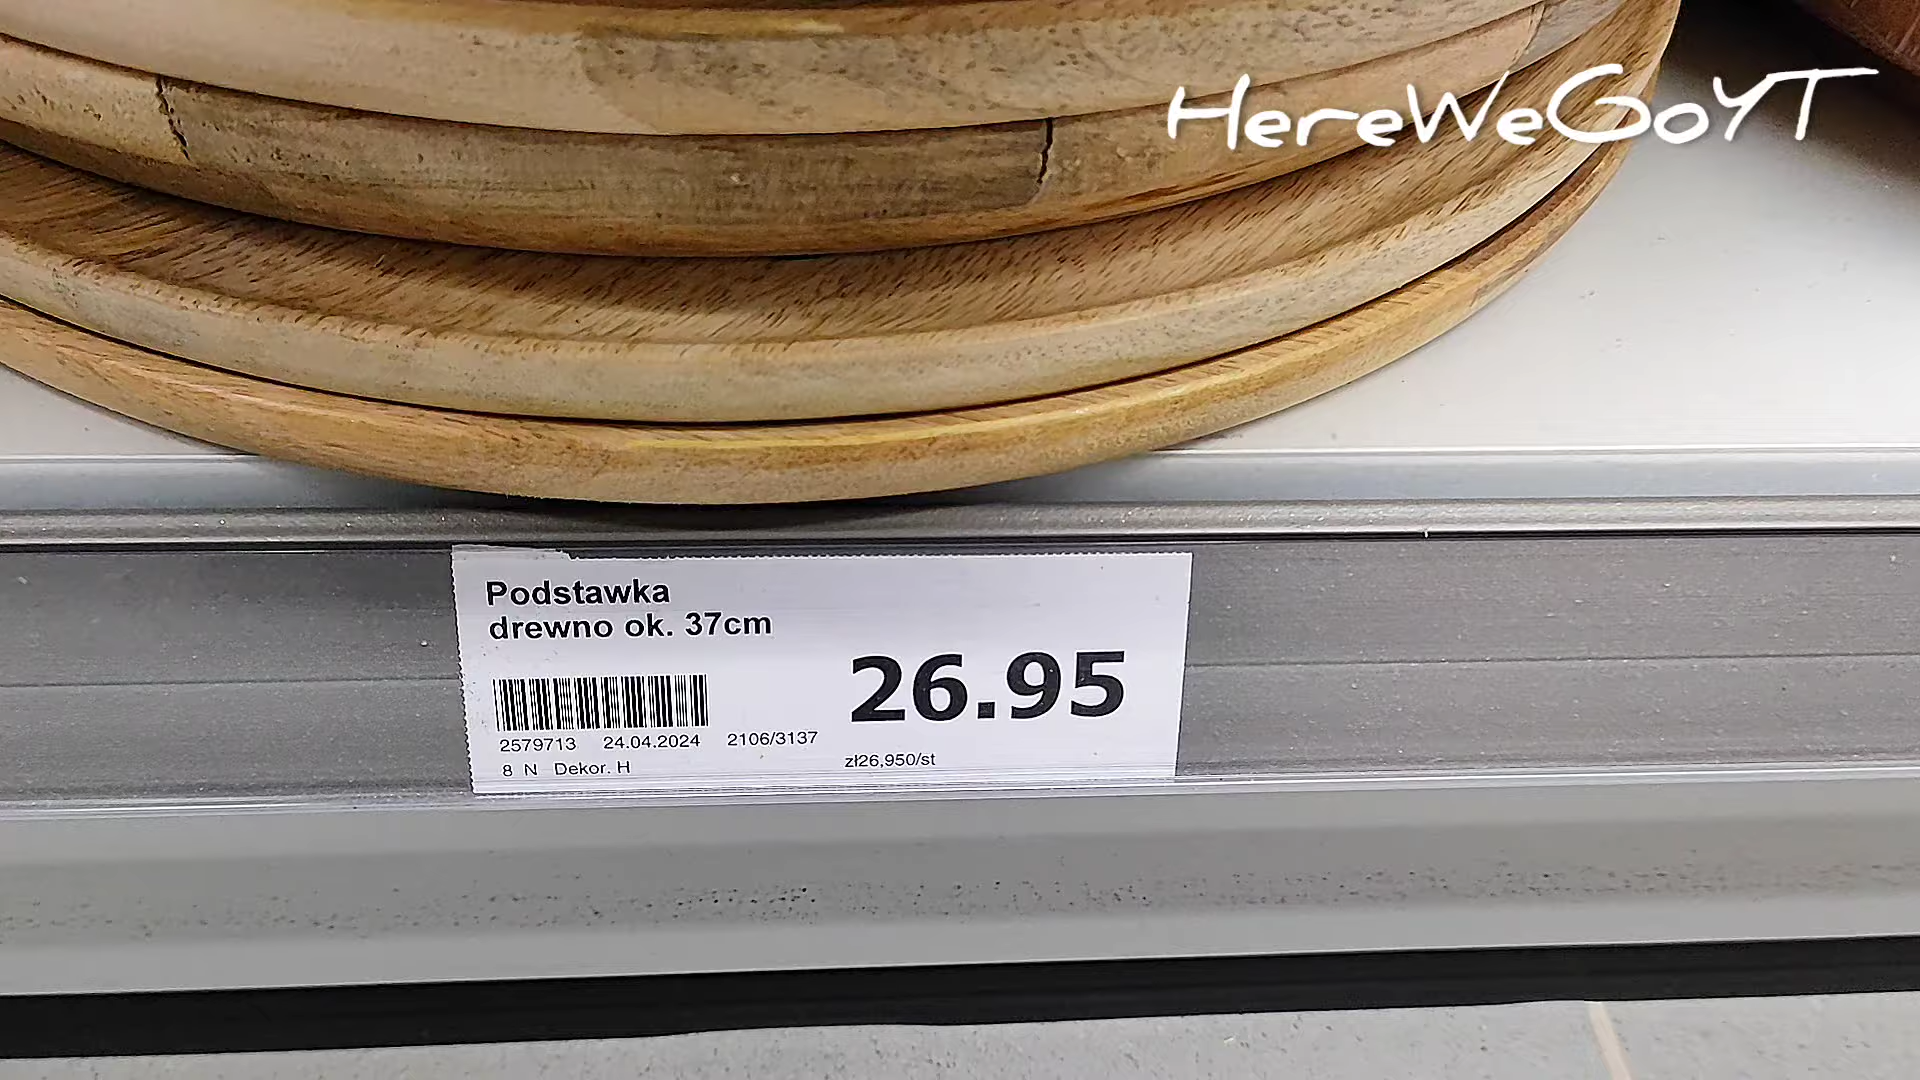 HereWeGoYT
Podstawka
drewno ok. 37cm
26.95
2579713 24.04.2024 2106/3137
8 N Dekor. H
zł26,950/st